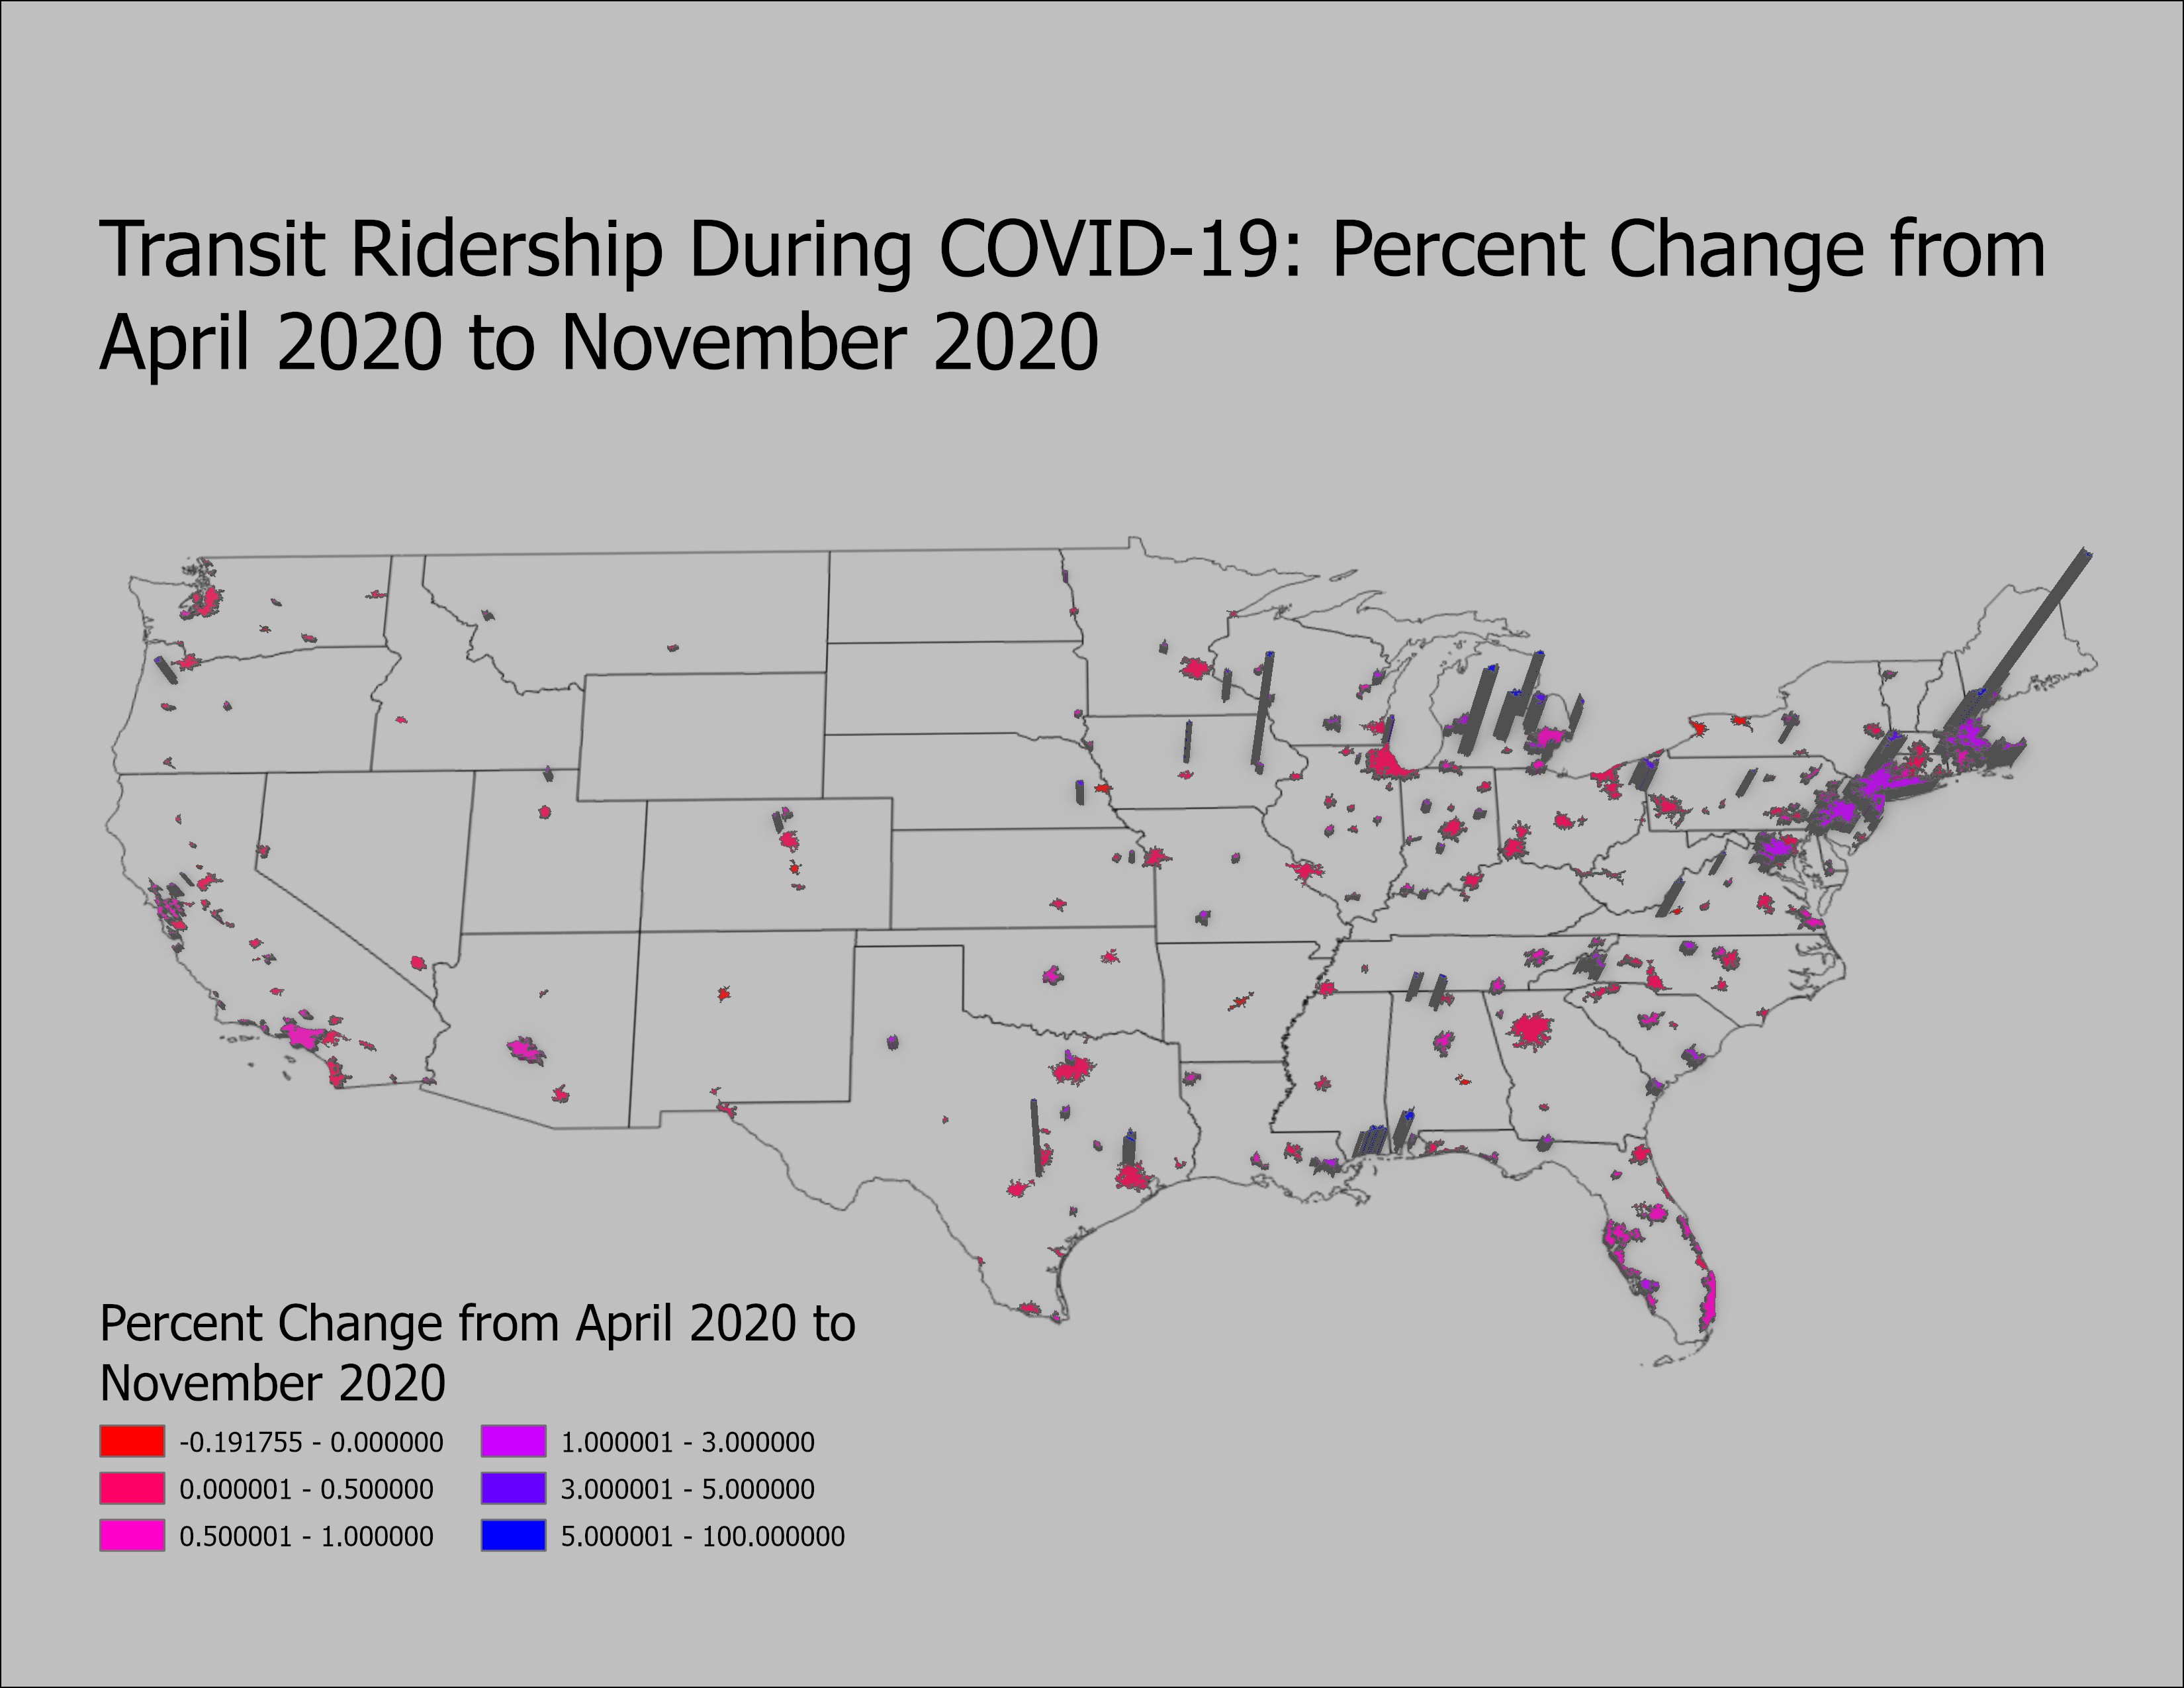 Transit Ridership During COVID-19: Percent Change from
April 2020 to November 2020
Percent Change from April 2020 to
November 2020
-0.191755 - 0.000000
0.000001 - 0.500000
0.500001 - 1.000000
1.000001 - 3.000000
3.000001 - 5.000000
5.000001 - 100.000000